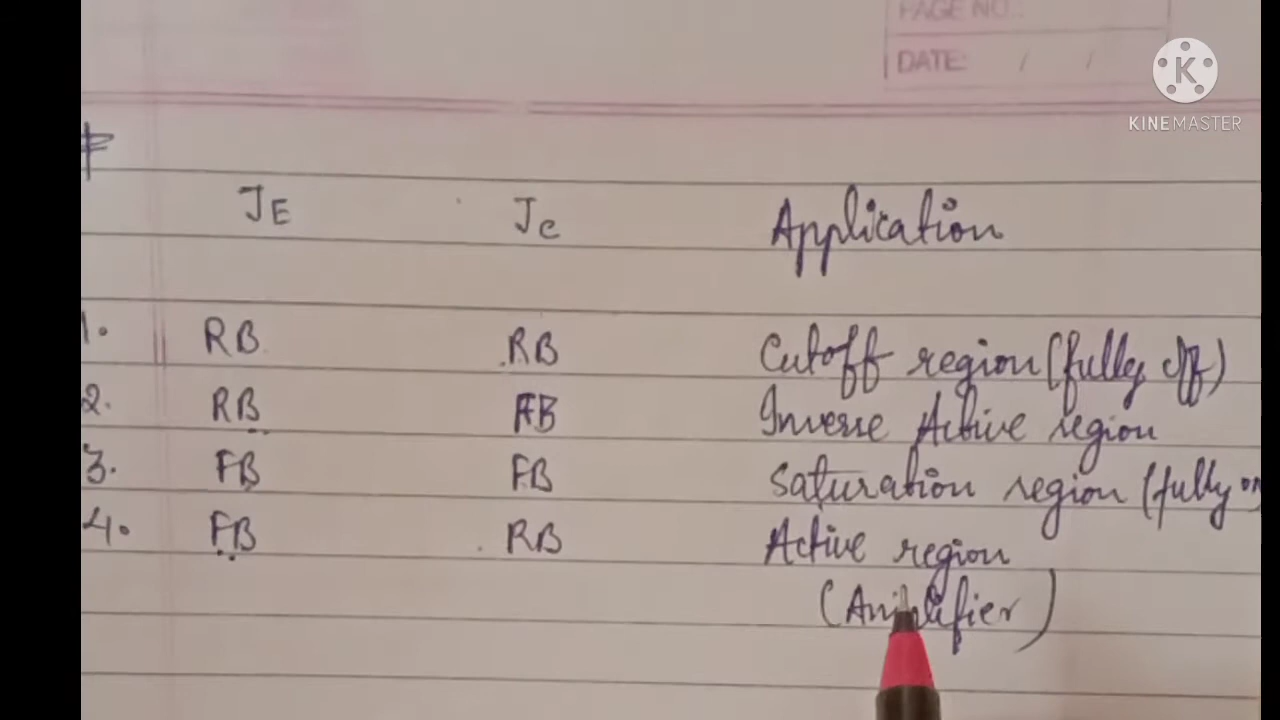 PAGE NO.:
DATE: / /
K
KINEMASTER
JE JC Application
1. RB RB Cutoff region (fully off)
2. RB FB Inverse Active region
3. FB FB Saturation region (fully on
4. FB RB Active region
(Amplifier)